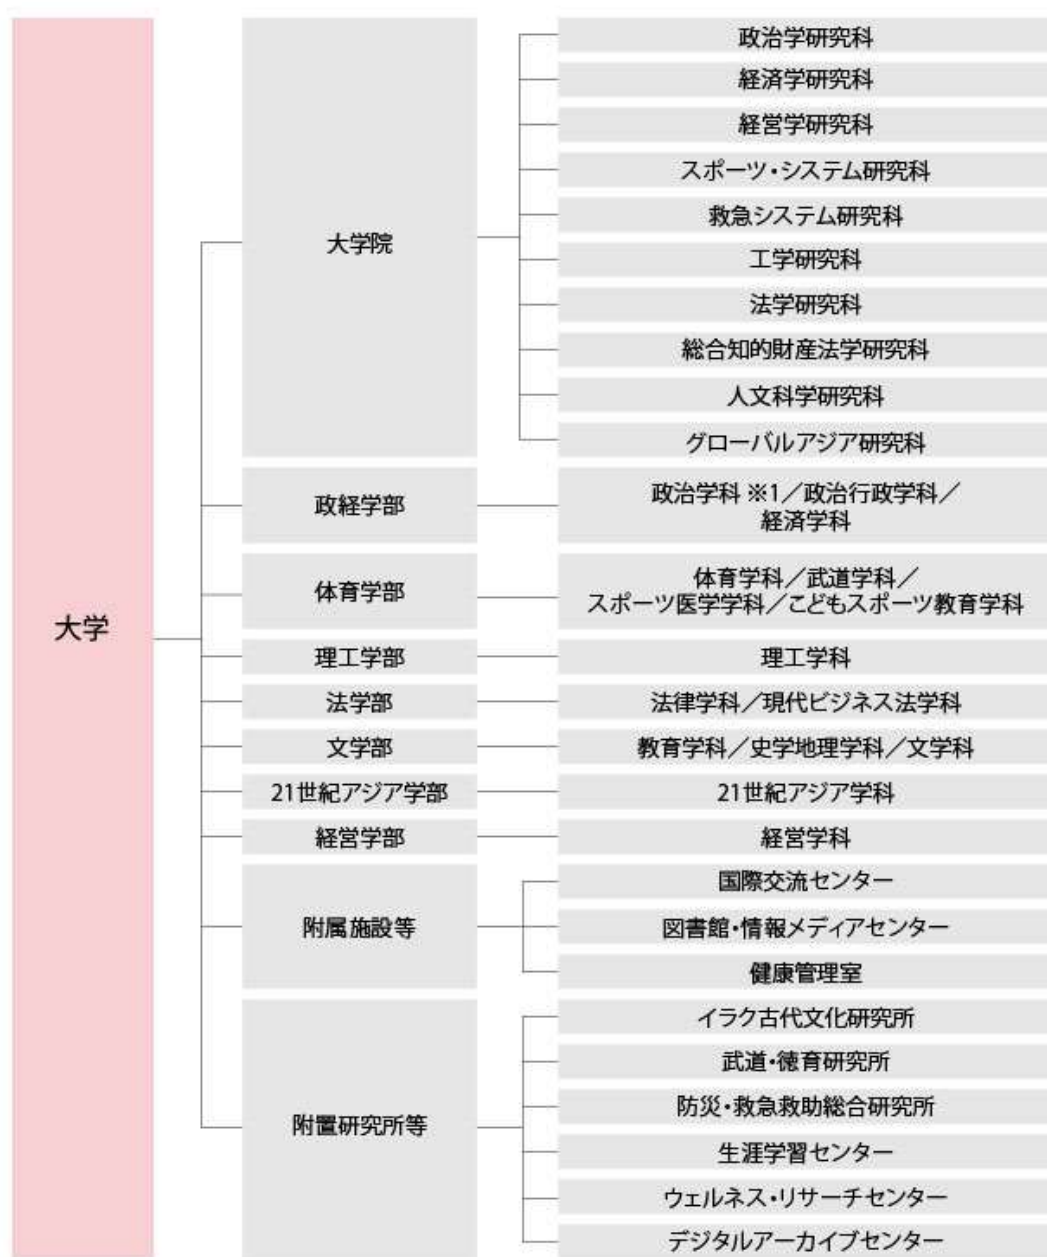 大学
大学院
政治学研究科
経済学研究科
経営学研究科
スポーツ・システム研究科
救急システム研究科
工学研究科
法学研究科
総合知的財産法学研究科
人文科学研究科
グローバルアジア研究科
政経学部
政治学科 ※1／政治行政学科／
経済学科
体育学部
体育学科／武道学科／
スポーツ医学学科／こどもスポーツ教育学科
理工学部
理工学科
法学部
法律学科／現代ビジネス法学科
文学部
教育学科／史学地理学科／文学科
21世紀アジア学部
21世紀アジア学科
経営学部
経営学科
附属施設等
国際交流センター
図書館・情報メディアセンター
健康管理室
附置研究所等
イラク古代文化研究所
武道・徳育研究所
防災・救急救助総合研究所
生涯学習センター
ウェルネス・リサーチセンター
デジタルアーカイブセンター